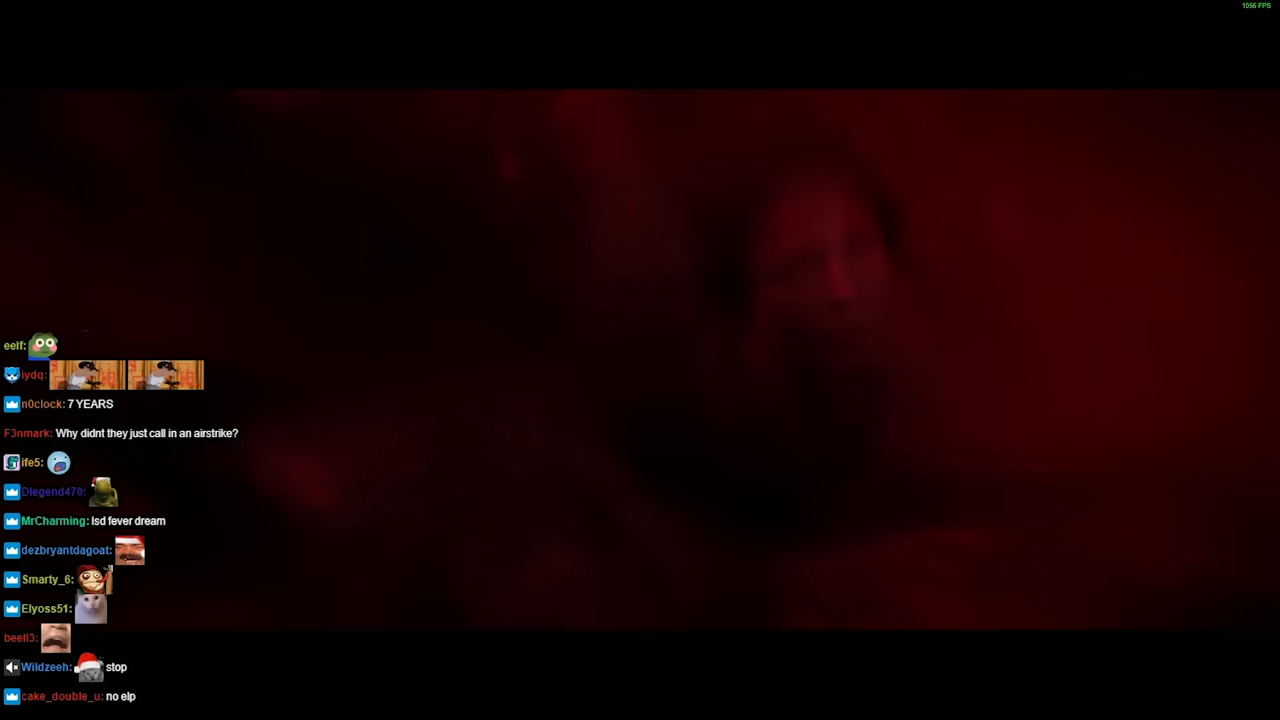 1056 FPS
eelf:
iydq:
n0clock: 7 YEARS
F3nmark: Why didnt they just call in an airstrike?
ife5:
Dlegend470:
MrCharming: lsd fever dream
dezbryantdagoat:
Smarty_6:
Elyoss51:
beell3:
Wildzeeh: stop
cake_double_u: no elp